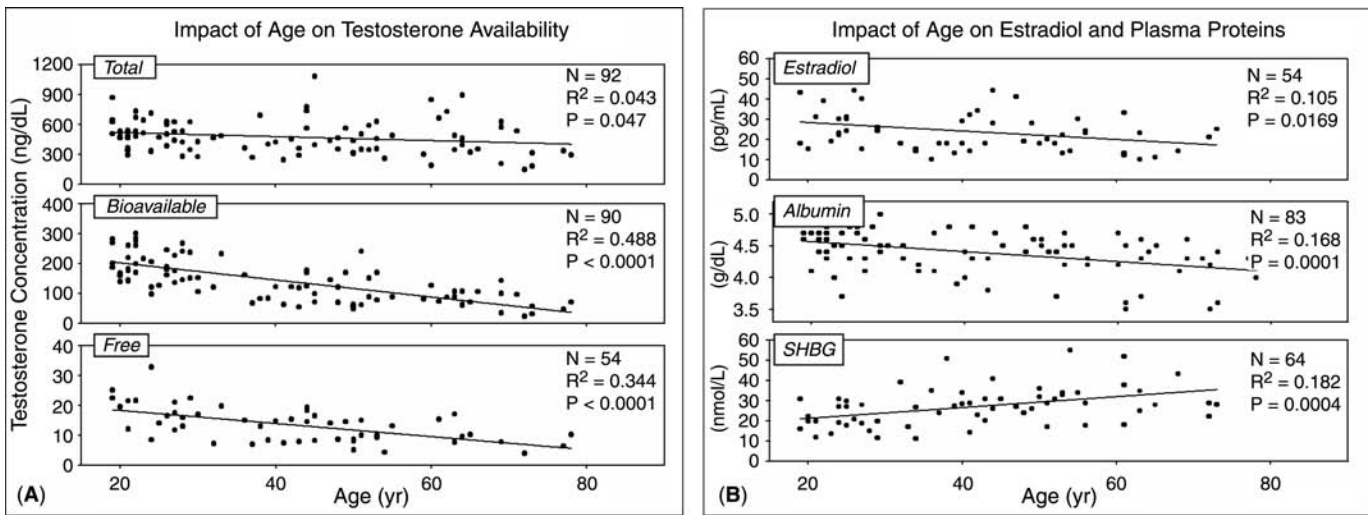 Impact of Age on Testosterone Availability
Testosterone Concentration (ng/dL)
Total
1200
900
600
300
0
N = 92
R² = 0.043
P = 0.047
Bioavailable
400
300
200
100
0
N = 90
R² = 0.488
P < 0.0001
Free
40
30
20
10
0
N = 54
R² = 0.344
P < 0.0001
20 40 60 80
(A)
Age (yr)
Impact of Age on Estradiol and Plasma Proteins
Estradiol
(pg/mL)
60
50
40
30
20
10
0
N = 54
R² = 0.105
P = 0.0169
Albumin
(g/dL)
5.0
4.5
4.0
3.5
N = 83
R² = 0.168
P = 0.0001
SHBG
(nmol/L)
60
50
40
30
20
10
0
N = 64
R² = 0.182
P = 0.0004
20 40 60 80
(B)
Age (yr)